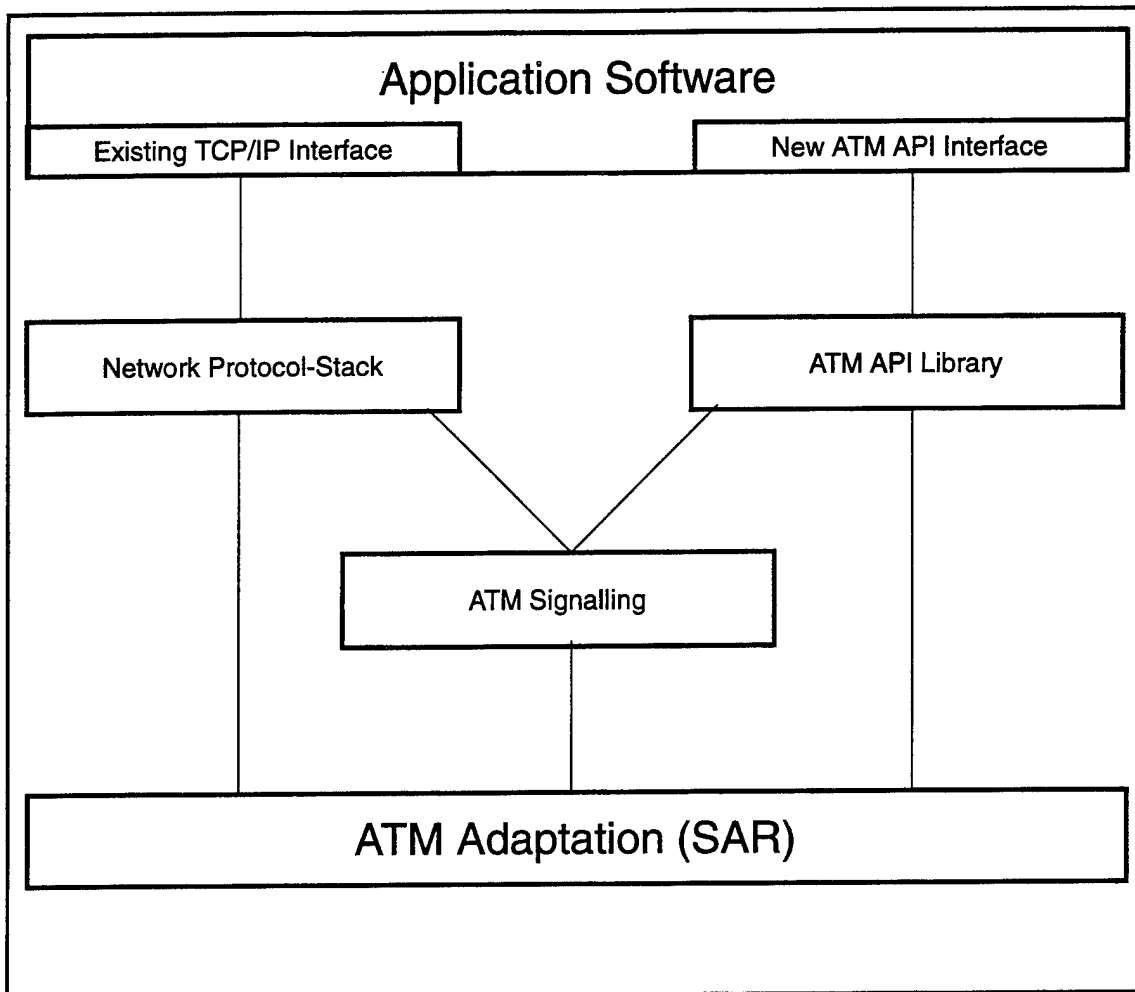 Application Software
Existing TCP/IP Interface
New ATM API Interface
Network Protocol-Stack
ATM API Library
ATM Signalling
ATM Adaptation (SAR)